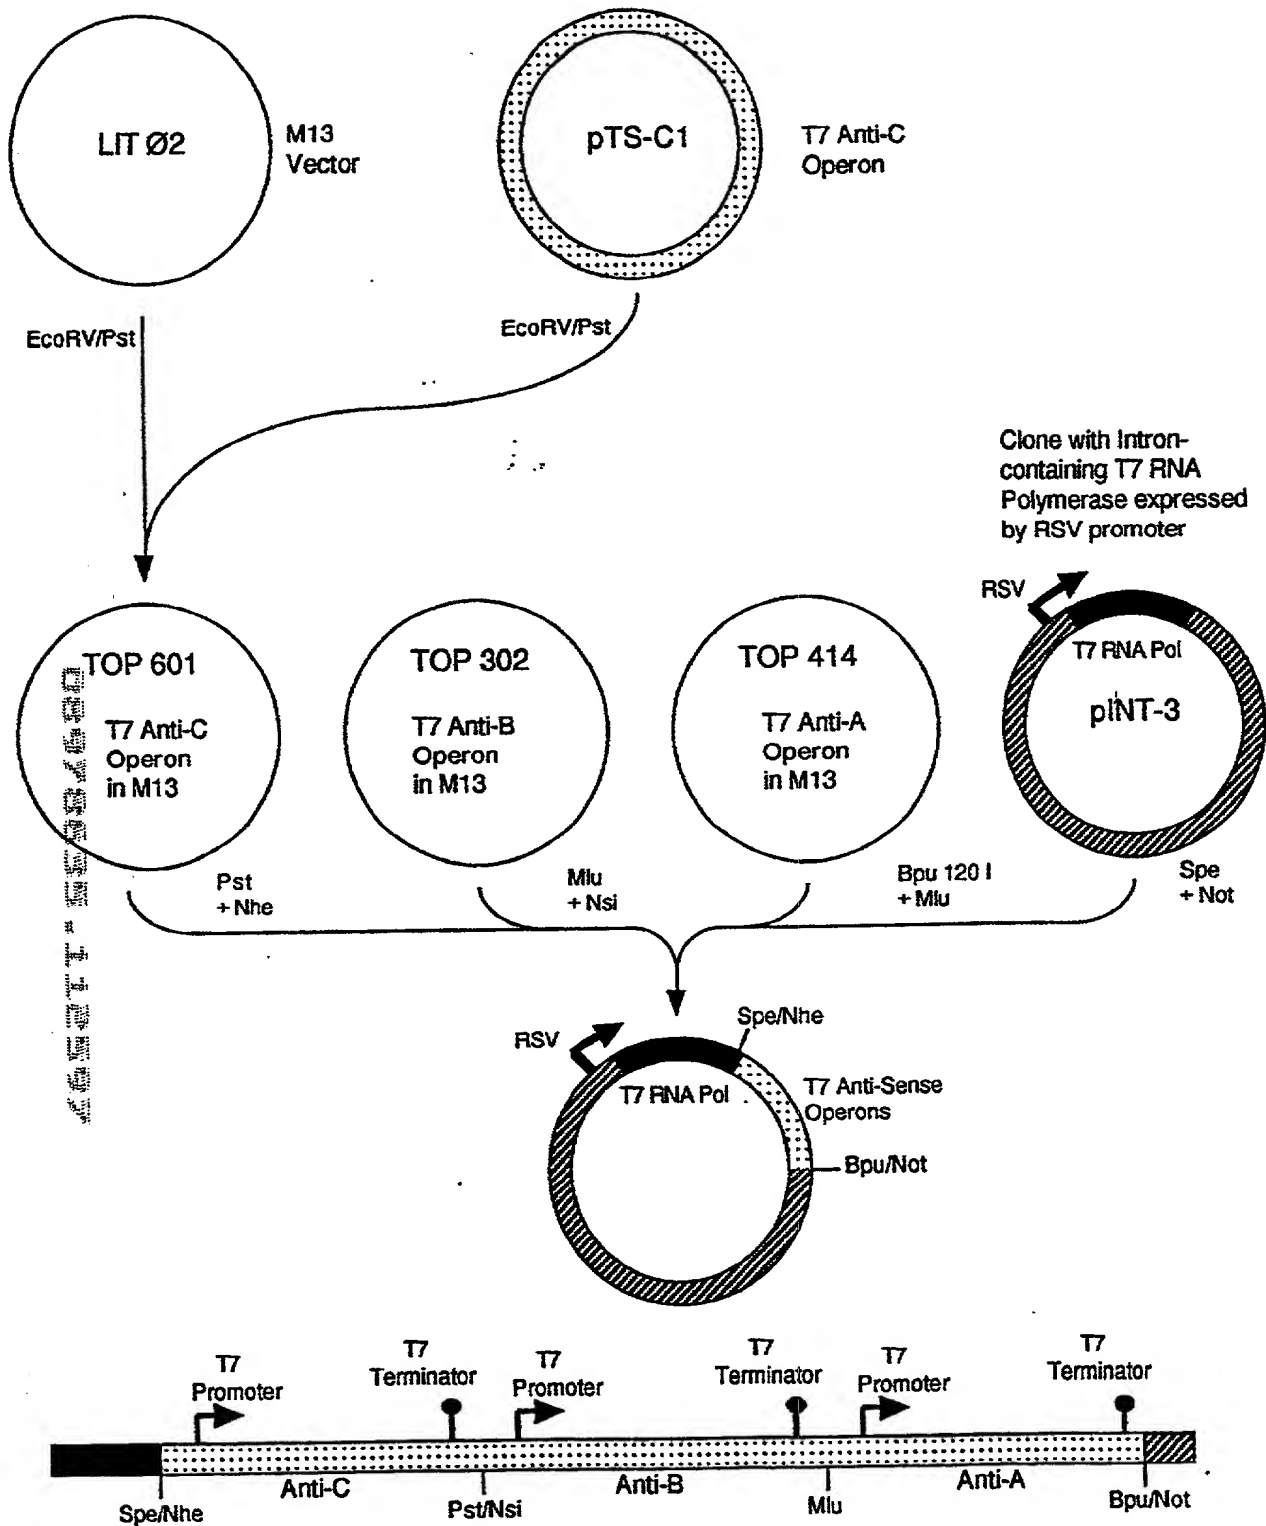 LIT Ø2
M13
Vector
pTS-C1
T7 Anti-C
Operon
EcoRV/Pst
EcoRV/Pst
Clone with Intron-
containing T7 RNA
Polymerase expressed
by RSV promoter
RSV
TOP 601
T7 Anti-C
Operon
in M13
TOP 302
T7 Anti-B
Operon
in M13
TOP 414
T7 Anti-A
Operon
in M13
T7 RNA Pol
pINT-3
Pst
+ Nhe
Mlu
+ Nsi
Bpu 120 I
+ Mlu
Spe
+ Not
RSV
Spe/Nhe
T7 RNA Pol
T7 Anti-Sense
Operons
Bpu/Not
T7
Promoter
T7
Terminator
T7
Promoter
T7
Terminator
T7
Promoter
T7
Terminator
Anti-C
Anti-B
Anti-A
Spe/Nhe
Pst/Nsi
Mlu
Bpu/Not